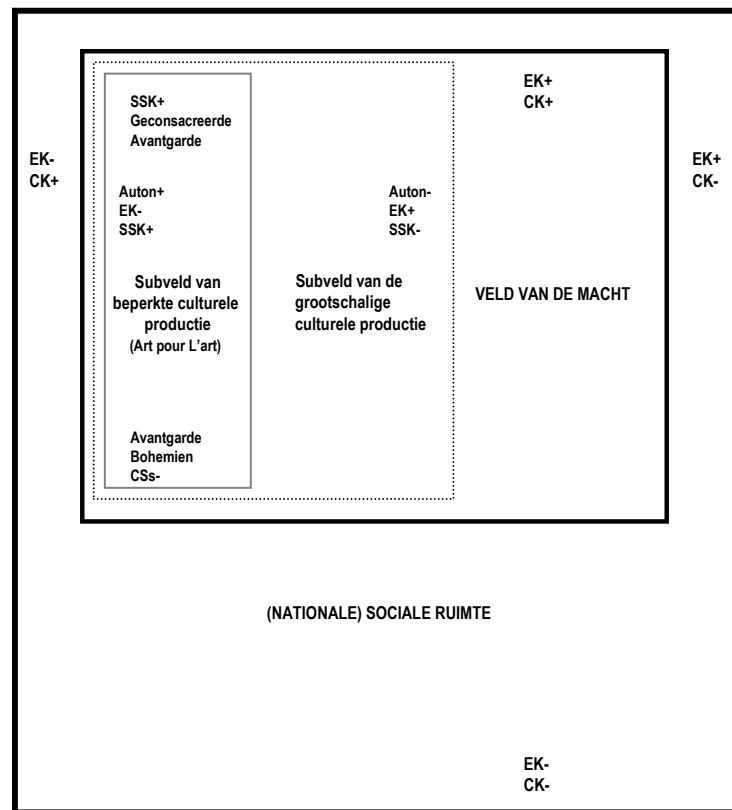 EK+
CK+
SSK+
Geconsacreerde
Avantgarde
EK-
CK+
EK+
CK-
Auton+
EK-
SSK+
Auton-
EK+
SSK-
Subveld van
beperkte culturele
productie
(Art pour L'art)
Subveld van de
grootschalige
culturele productie
VELD VAN DE MACHT
Avantgarde
Bohemien
CSs-
(NATIONALE) SOCIALE RUIMTE
EK-
CK-